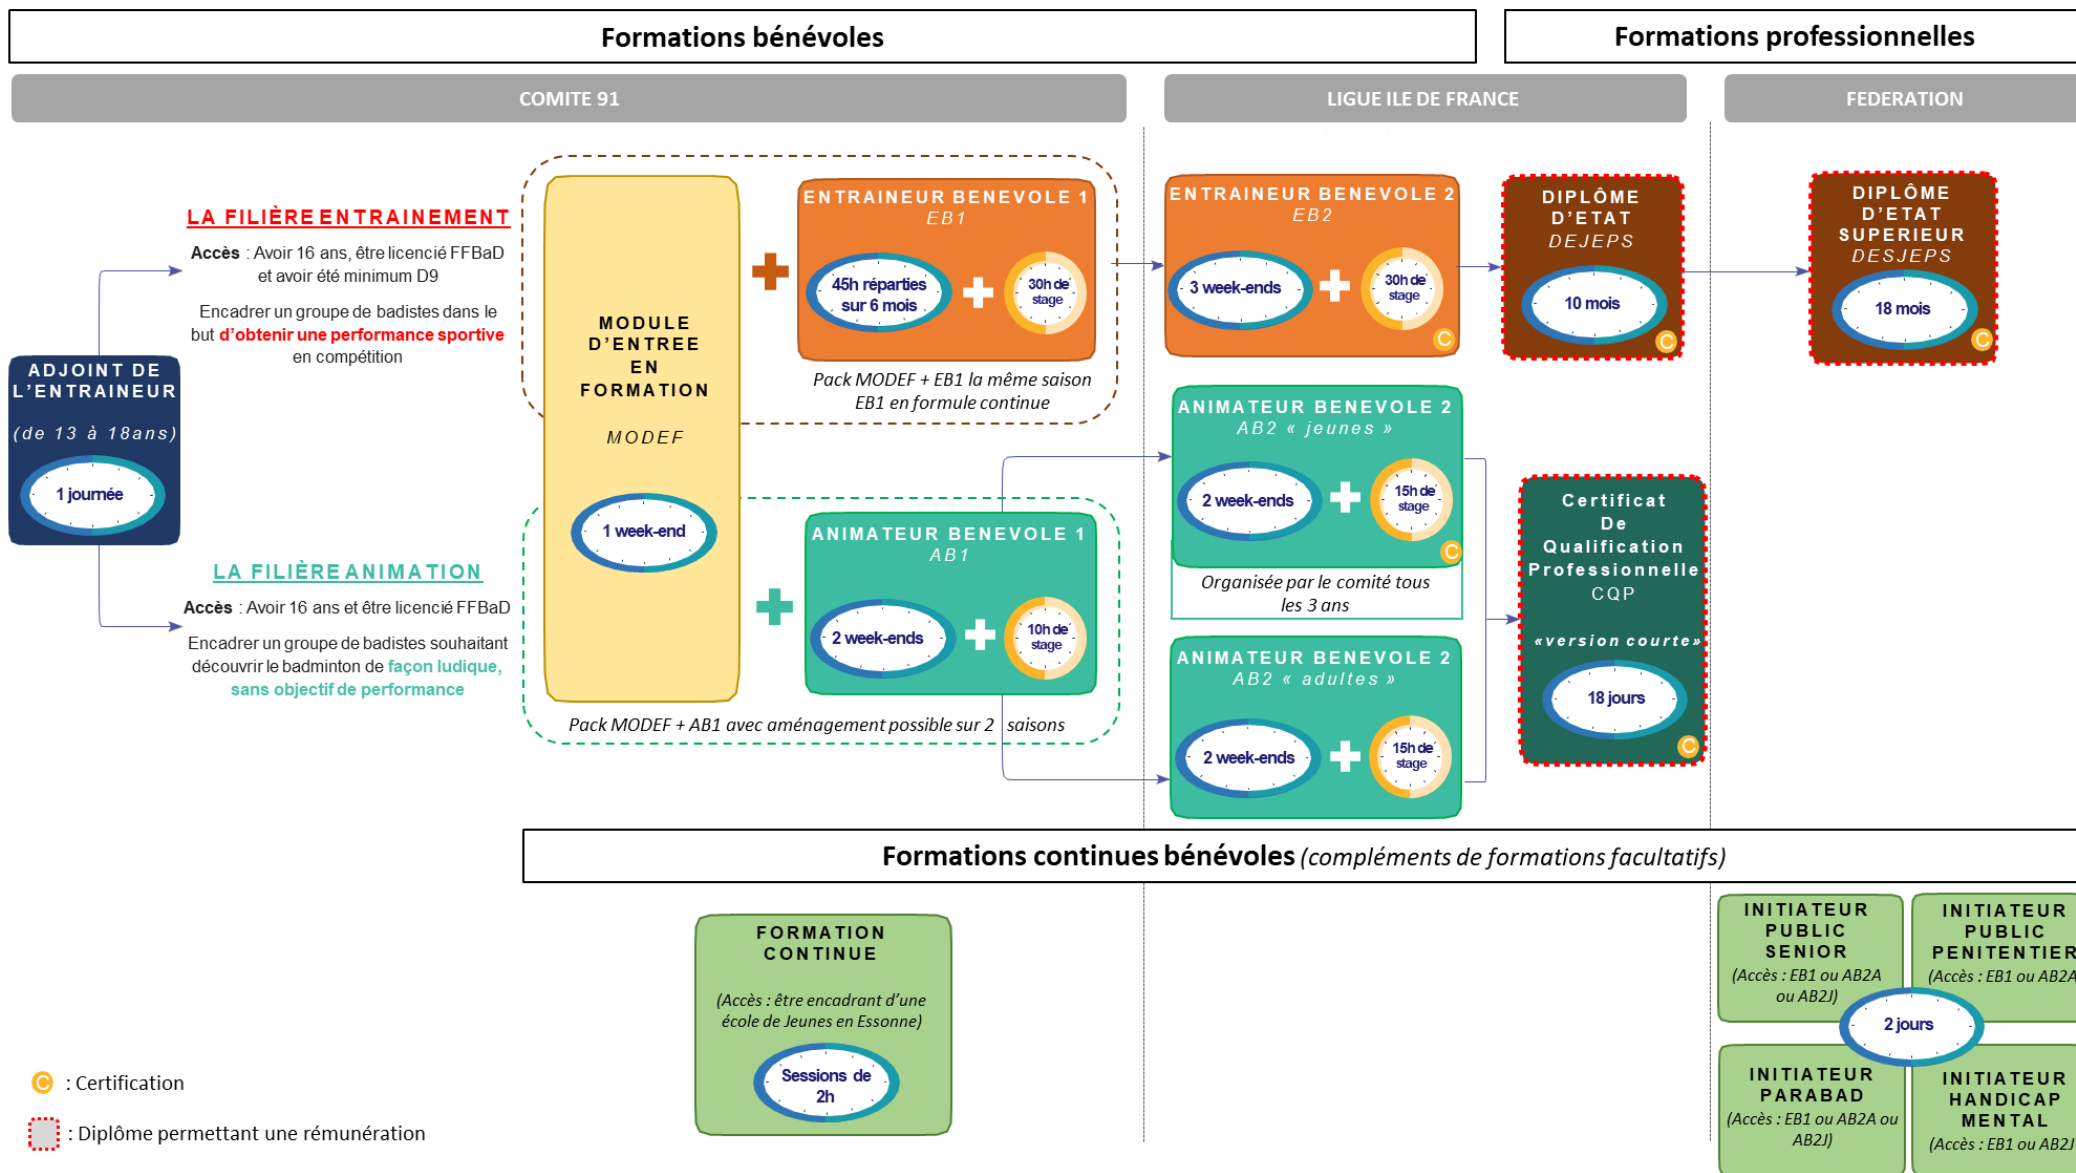 Formations bénévoles
Formations professionnelles
COMITE 91
LIGUE ILE DE FRANCE
FEDERATION
ADJOINT DE
L'ENTRAINEUR
(de 13 à 18ans)
1 journée
LA FILIÈRE ENTRAINEMENT
Accès : Avoir 16 ans, être licencié FFBaD
et avoir été minimum D9
Encadrer un groupe de badistes dans le
but d'obtenir une performance sportive
en compétition
LA FILIÈRE ANIMATION
Accès : Avoir 16 ans et être licencié FFBaD
Encadrer un groupe de badistes souhaitant
découvrir le badminton de façon ludique,
sans objectif de performance
MODULE
D'ENTREE
EN
FORMATION
MODEF
1 week-end
ENTRAINEUR BENEVOLE 1
EB1
45h réparties
sur 6 mois
30h de
stage
Pack MODEF + EB1 la même saison
EB1 en formule continue
ANIMATEUR BENEVOLE 1
AB1
2 week-ends
10h de
stage
Pack MODEF + AB1 avec aménagement possible sur 2 saisons
ENTRAINEUR BENEVOLE 2
EB2
3 week-ends
30h de
stage
C
ANIMATEUR BENEVOLE 2
AB2 « jeunes »
2 week-ends
15h de
stage
C
Organisée par le comité tous
les 3 ans
ANIMATEUR BENEVOLE 2
AB2 « adultes »
2 week-ends
15h de
stage
DIPLÔME
D'ETAT
DEJEPS
10 mois
C
Certificat
De
Qualification
Professionnelle
CQP
«version courte»
18 jours
C
DIPLÔME
D'ETAT
SUPERIEUR
DESJEPS
18 mois
C
Formations continues bénévoles (compléments de formations facultatifs)
FORMATION
CONTINUE
(Accès : être encadrant d'une
école de Jeunes en Essonne)
Sessions de
2h
INITIATEUR
PUBLIC
SENIOR
(Accès : EB1 ou AB2A
ou AB2J)
INITIATEUR
PUBLIC
PENITENTIER
(Accès : EB1 ou AB2A
2 jours
INITIATEUR
PARABAD
(Accès : EB1 ou AB2A ou
AB2J)
INITIATEUR
HANDICAP
MENTAL
(Accès : EB1 ou AB2J
C : Certification
: Diplôme permettant une rémunération